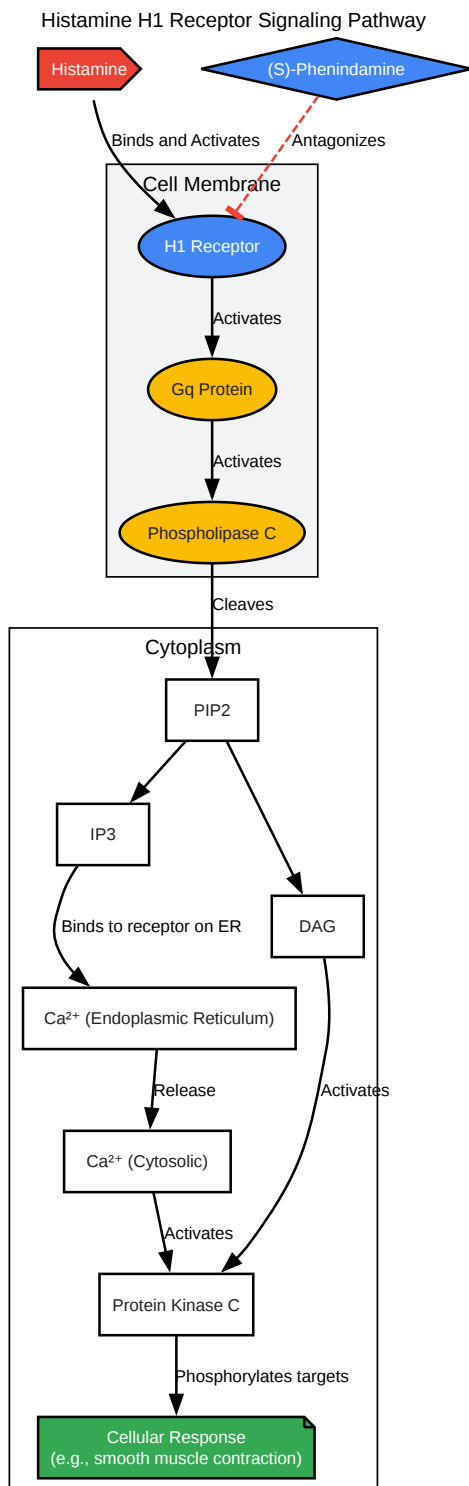 Histamine H1 Receptor Signaling Pathway
Histamine
(S)-Phenindamine
Binds and Activates
Antagonizes
Cell Membrane
H1 Receptor
Activates
Gq Protein
Activates
Phospholipase C
Cleaves
Cytoplasm
PIP2
IP3
DAG
Binds to receptor on ER
Ca²⁺ (Endoplasmic Reticulum)
Release
Activates
Ca²⁺ (Cytosolic)
Activates
Protein Kinase C
Phosphorylates targets
Cellular Response
(e.g., smooth muscle contraction)